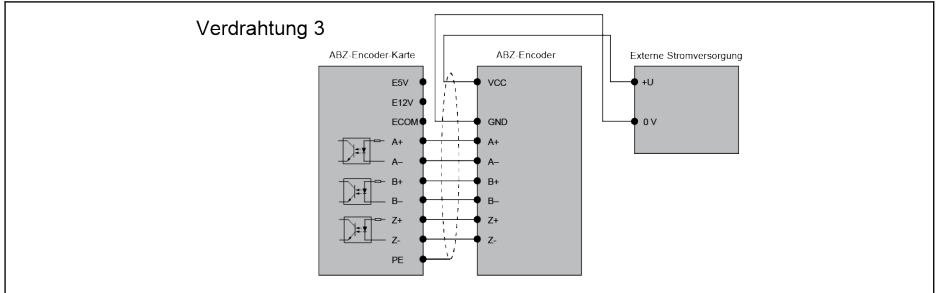 Verdrahtung 3
ABZ-Encoder-Karte
ABZ-Encoder
Externe Stromversorgung
E5V
VCC
+U
E12V
ECOM
GND
0 V
A+
A+
A–
A–
B+
B+
B–
B–
Z+
Z+
Z-
Z-
PE